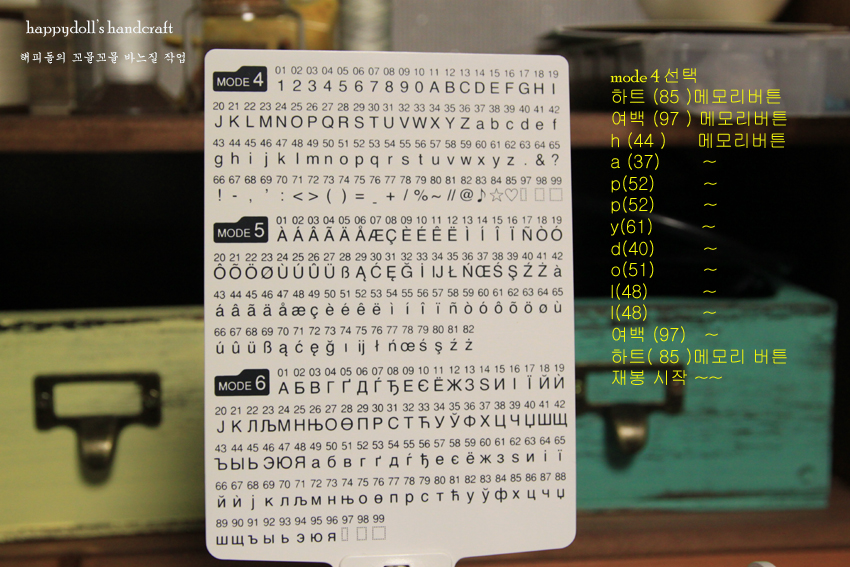 happydoll's handcraft
해피돌의 꼬물꼬물 바느질 작업
MODE 4
01 02 03 04 05 06 07 08 09 10 11 12 13 14 15 16 17 18 19
1 2 3 4 5 6 7 8 9 0 A B C D E F G H I
20 21 22 23 24 25 26 27 28 29 30 31 32 33 34 35 36 37 38 39 40 41 42
J K L M N O P Q R S T U V W X Y Z a b c d e f
43 44 45 46 47 48 49 50 51 52 53 54 55 56 57 58 59 60 61 62 63 64 65
g h i j k l m n o p q r s t u v w x y z . & ?
66 67 68 69 70 71 72 73 74 75 76 77 78 79 80 81 82 83 84 85 97 98 99
! - , ' : < > ( ) = _ + / % ~ // @ ♪ ☆ ♡
MODE 5
01 02 03 04 05 06 07 08 09 10 11 12 13 14 15 16 17 18 19
À Á Â Ã Ä Å Æ Ç È É Ê Ë Ì Í Î Ï Ñ Ò Ó
20 21 22 23 24 25 26 27 28 29 30 31 32 33 34 35 36 37 38 39 40 41 42
Ô Õ Ö Ø Ù Ú Û Ü ß Ą Ć Ę Ğ İ IJ Ł Ń Œ Ś Ş Ź Ż à
43 44 45 46 47 48 49 50 51 52 53 54 55 56 57 58 59 60 61 62 63 64 65
á â ã ä å æ ç è é ê ë ì í î ï ñ ò ó ô õ ö ø ù
66 67 68 69 70 71 72 73 74 75 76 77 78 79 80 81 82
ú û ü ß ą ć ę ğ ı ij ł ń œ ś ş ź ż
MODE 6
01 02 03 04 05 06 07 08 09 10 11 12 13 14 15 16 17 18 19
А Б В Г Ґ Д Ѓ Ђ Е Є Ё Ж З Ѕ И І Ї Й Ѝ
20 21 22 23 24 25 26 27 28 29 30 31 32 33 34 35 36 37 38 39 40 41 42
Ј К Л Љ М Н Њ О Ѳ П Р С Т Ћ У Ў Ф Х Ц Ч Џ Ш Щ
43 44 45 46 47 48 49 50 51 52 53 54 55 56 57 58 59 60 61 62 63 64 65
Ъ Ы Ь Э Ю Я а б в г ґ д ѓ ђ е є ё ж з ѕ и і ї
66 67 68 69 70 71 72 73 74 75 76 77 78 79 80 81 82 83 84 85 86 87 88
й ѝ ј к л љ м н њ о ѳ п р с т ћ у ў ф х ц ч џ
89 90 91 92 93 94 95 96 97 98 99
ш щ ъ ы ь э ю я
mode 4 선택
하트 (85 )메모리버튼
여백 (97 ) 메모리버튼
h (44 ) 메모리버튼
a (37) ~
p(52) ~
p(52) ~
y(61) ~
d(40) ~
o(51) ~
l(48) ~
l(48) ~
여백 (97) ~
하트( 85 )메모리 버튼
재봉 시작 ~~